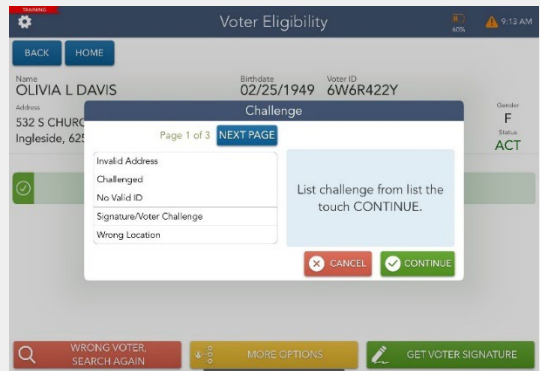 TRAINING
Voter Eligibility
60%
9:13 AM
BACK
HOME
Name
OLIVIA L DAVIS
Birthdate
02/25/1949
Voter ID
6W6R422Y
Address
532 S CHURC
Ingleside, 625
Gender
F
Status
ACT
Challenge
Page 1 of 3
NEXT PAGE
Invalid Address
Challenged
No Valid ID
Signature/Voter Challenge
Wrong Location
List challenge from list the
touch CONTINUE.
CANCEL
CONTINUE
WRONG VOTER,
SEARCH AGAIN
MORE OPTIONS
GET VOTER SIGNATURE